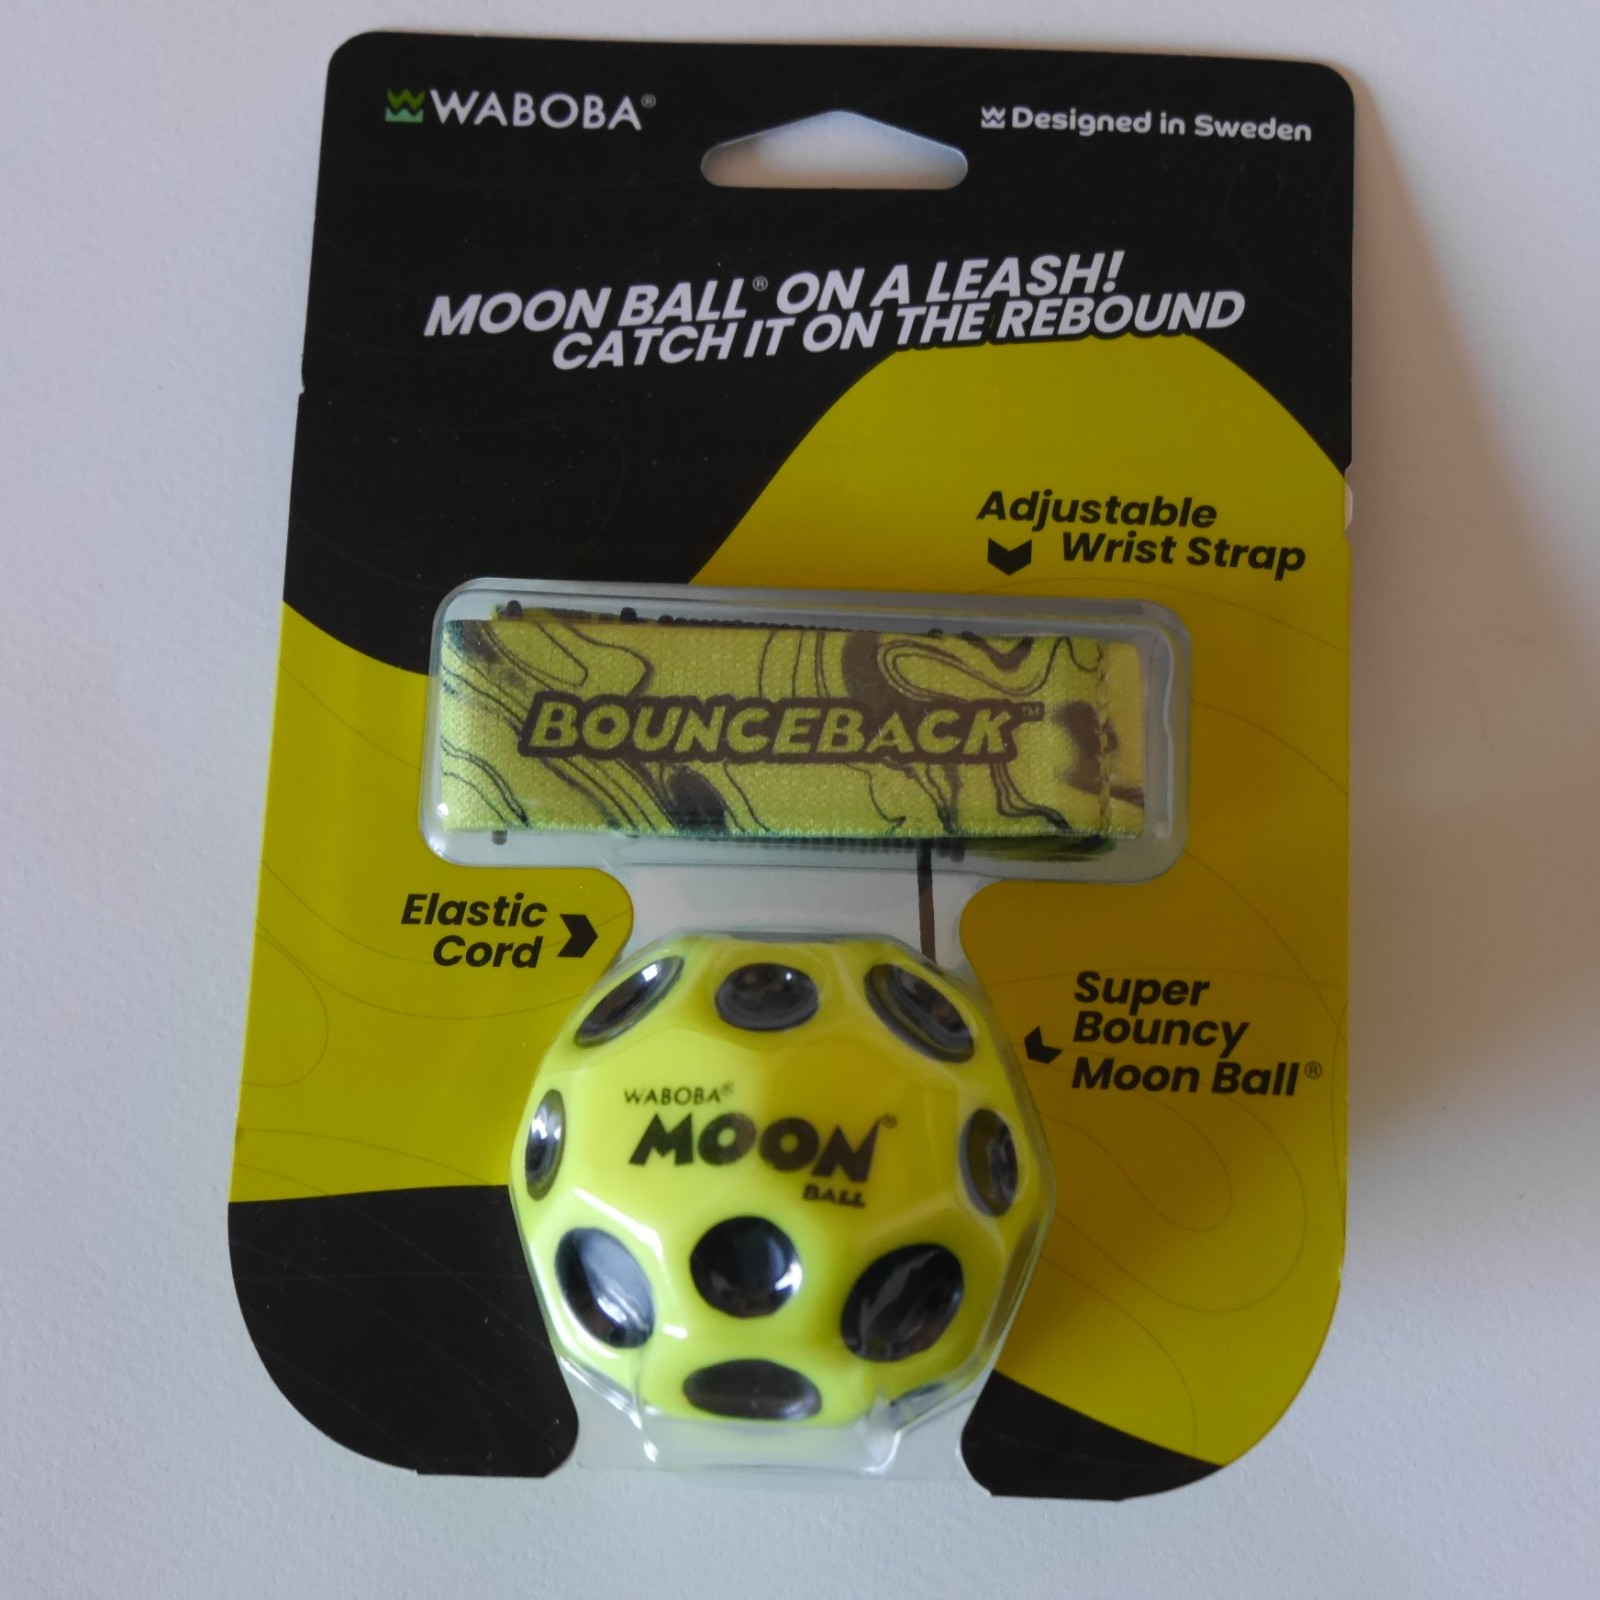 WABOBA®
Designed in Sweden
MOON BALL® ON A LEASH!
CATCH IT ON THE REBOUND
Adjustable
Wrist Strap
BOUNCEBACK™
Elastic
Cord
Super
Bouncy
Moon Ball®
WABOBA®
MOON®
BALL